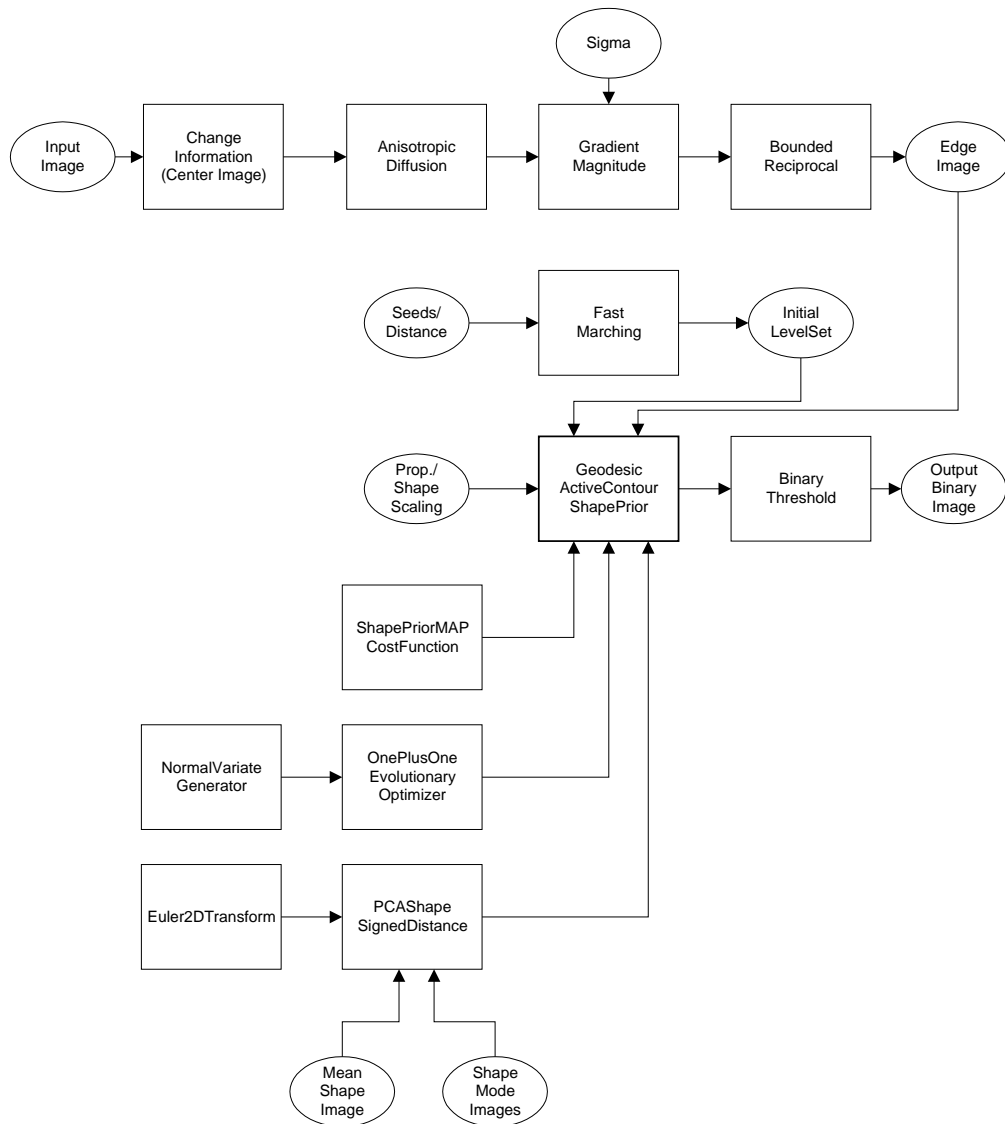 Sigma
Input
Image
Change
Information
(Center Image)
Anisotropic
Diffusion
Gradient
Magnitude
Bounded
Reciprocal
Edge
Image
Seeds/
Distance
Fast
Marching
Initial
LevelSet
Prop./
Shape
Scaling
Geodesic
ActiveContour
ShapePrior
Binary
Threshold
Output
Binary
Image
ShapePriorMAP
CostFunction
NormalVariate
Generator
OnePlusOne
Evolutionary
Optimizer
Euler2DTransform
PCAShape
SignedDistance
Mean
Shape
Image
Shape
Mode
Images